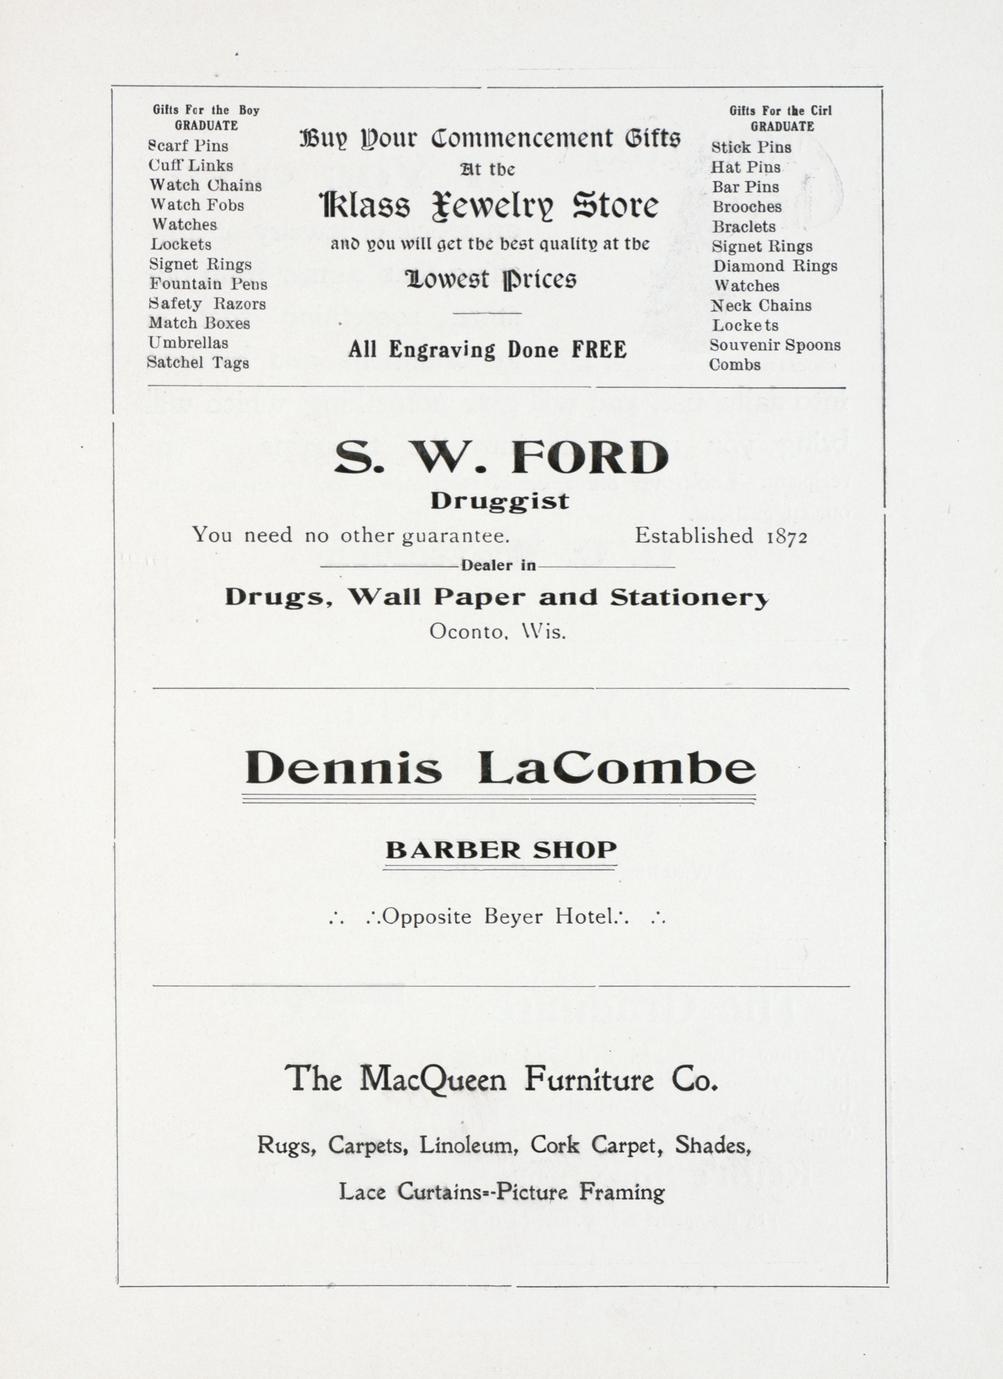 Gifts For the Boy
GRADUATE
Scarf Pins
Cuff Links
Watch Chains
Watch Fobs
Watches
Lockets
Signet Rings
Fountain Pens
Safety Razors
Match Boxes
Umbrellas
Satchel Tags
Buy Your Commencement Gifts
At the
Klass Jewelry Store
and you will get the best quality at the
Lowest Prices
All Engraving Done FREE
Gifts For the Cirl
GRADUATE
Stick Pins
Hat Pins
Bar Pins
Brooches
Braclets
Signet Rings
Diamond Rings
Watches
Neck Chains
Lockets
Souvenir Spoons
Combs
S. W. FORD
Druggist
You need no other guarantee. Established 1872
Dealer in
Drugs, Wall Paper and Stationery
Oconto, Wis.
Dennis LaCombe
BARBER SHOP
∴ ∴Opposite Beyer Hotel∴ ∴
The MacQueen Furniture Co.
Rugs, Carpets, Linoleum, Cork Carpet, Shades,
Lace Curtains--Picture Framing